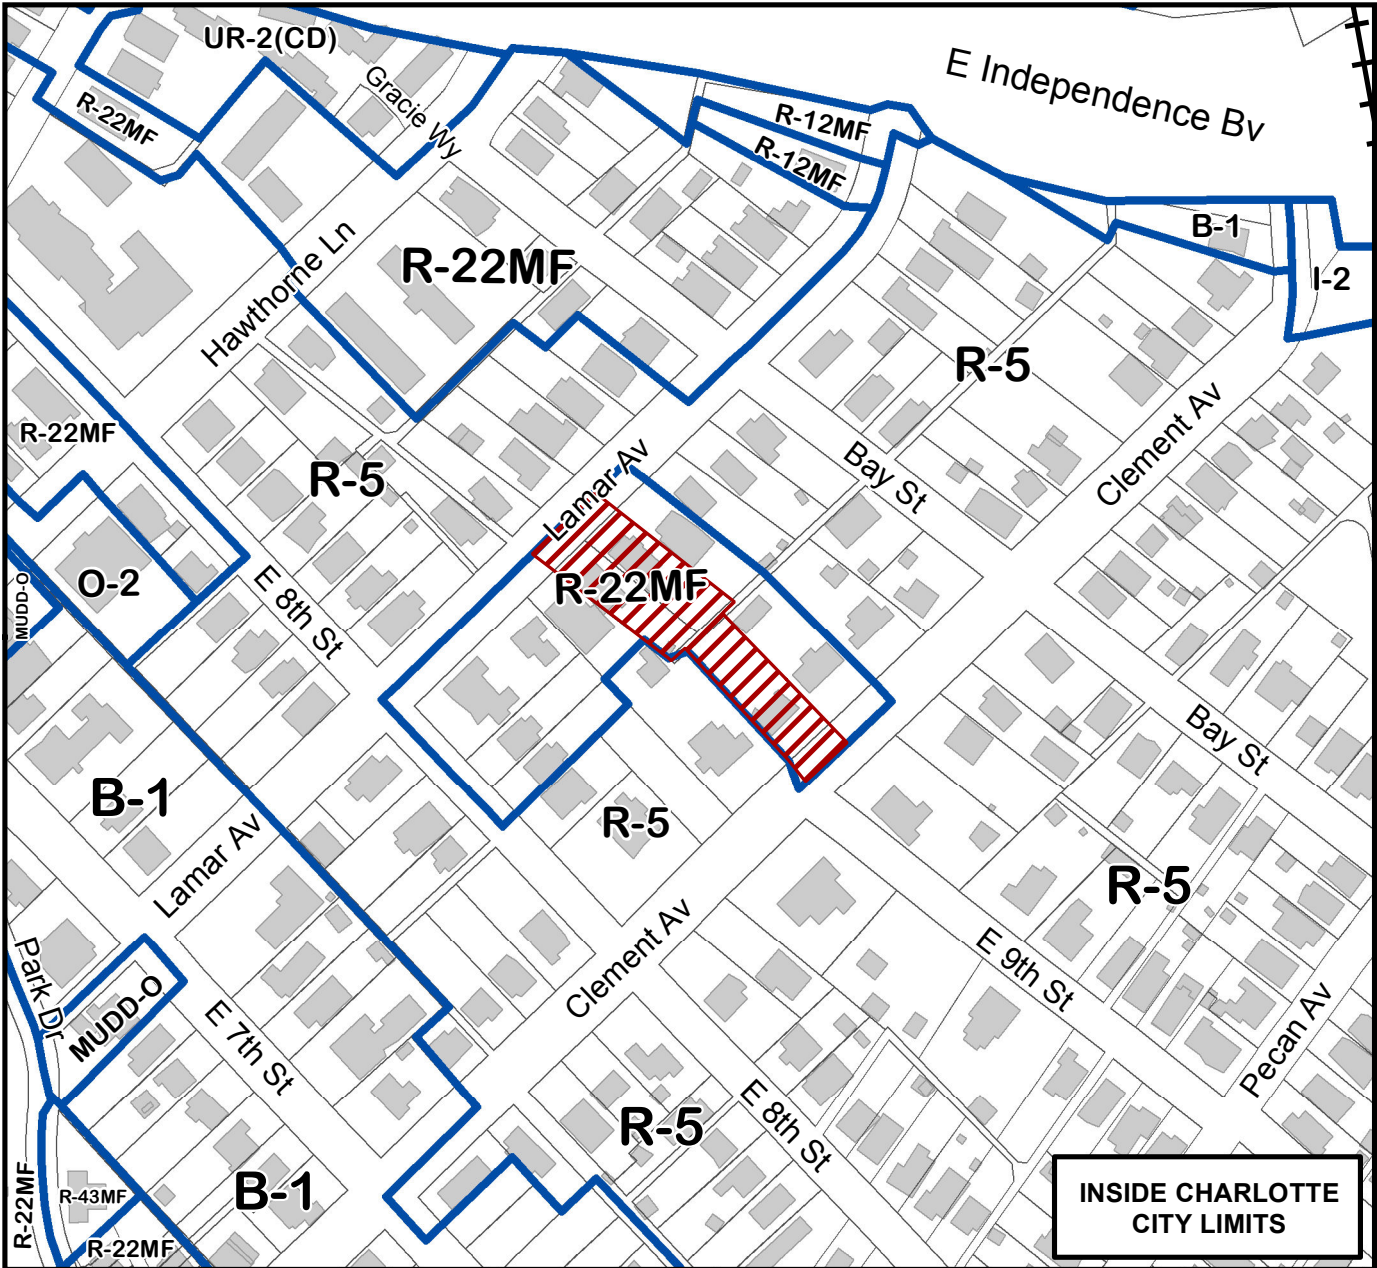 UR-2(CD)
Gracie Wy
E Independence Bv
R-22MF
R-12MF
R-12MF
B-1
I-2
Hawthorne Ln
R-22MF
R-5
R-22MF
R-5
Lamar Av
Bay St
Clement Av
O-2
MUDD-O
E 8th St
R-22MF
Bay St
B-1
R-5
Lamar Av
R-5
Park Dr
MUDD-O
Clement Av
E 9th St
E 7th St
Pecan Av
R-5
E 8th St
R-22MF
R-43MF
B-1
R-22MF
INSIDE CHARLOTTE
CITY LIMITS